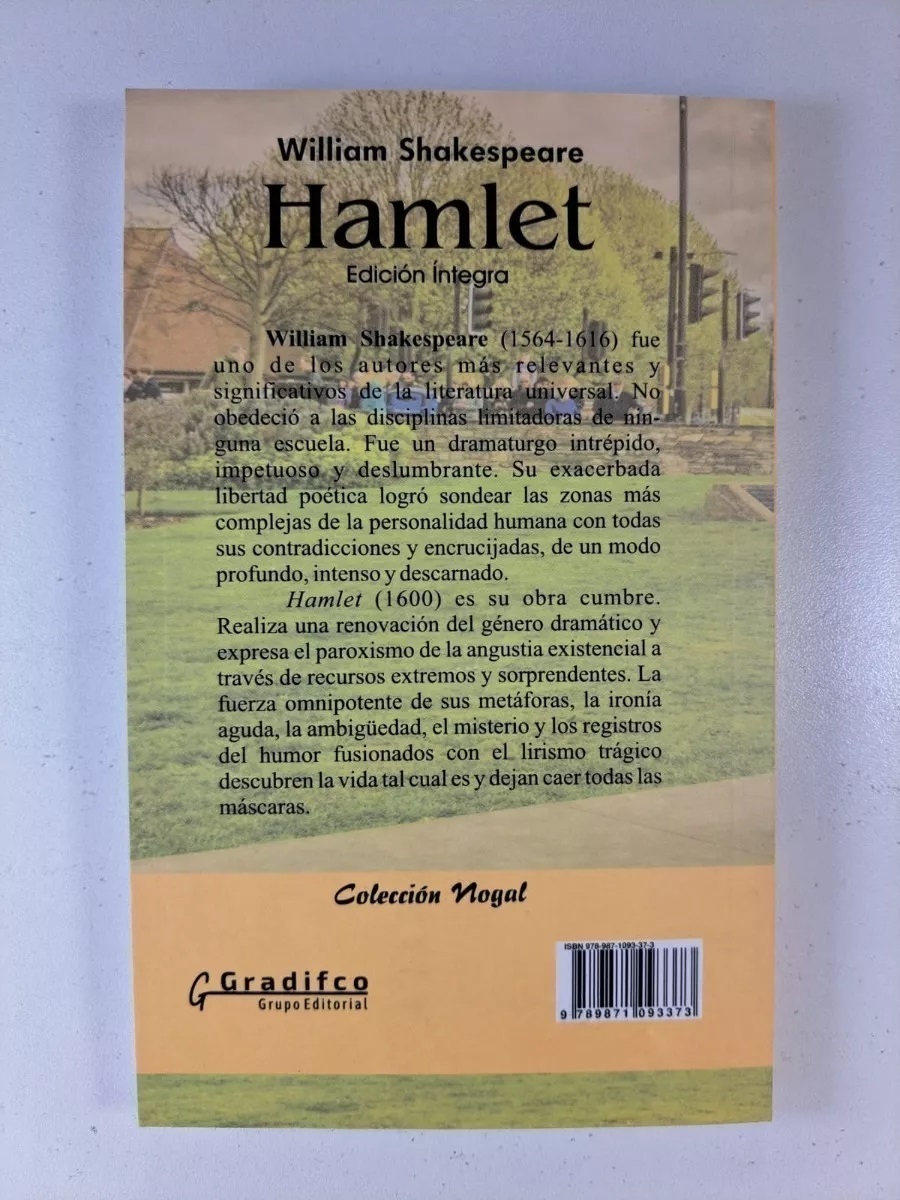 William Shakespeare
Hamlet
Edición Íntegra
William Shakespeare (1564-1616) fue
uno de los autores más relevantes y
significativos de la literatura universal. No
obedeció a las disciplinas limitadoras de nin-
guna escuela. Fue un dramaturgo intrépido,
impetuoso y deslumbrante. Su exacerbada
libertad poética logró sondear las zonas más
complejas de la personalidad humana con todas
sus contradicciones y encrucijadas, de un modo
profundo, intenso y descarnado.
Hamlet (1600) es su obra cumbre.
Realiza una renovación del género dramático y
expresa el paroxismo de la angustia existencial a
través de recursos extremos y sorprendentes. La
fuerza omnipotente de sus metáforas, la ironía
aguda, la ambigüedad, el misterio y los registros
del humor fusionados con el lirismo trágico
descubren la vida tal cual es y dejan caer todas las
máscaras.
Colección Nogal
ISBN 978-987-1093-37-3
G Gradifco
Grupo Editorial
9 789871 093373